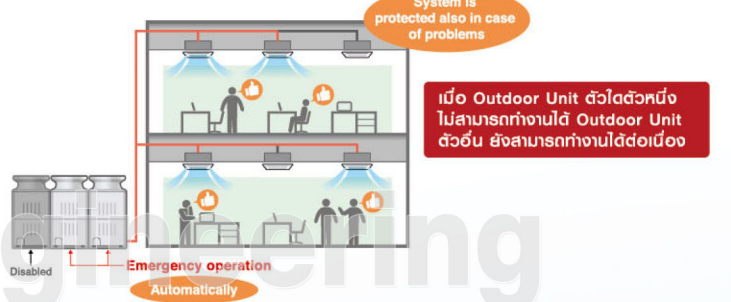 System is
protected also in case
of problems
เมื่อ Outdoor Unit ตัวใดตัวหนึ่ง
ไม่สามารถทำงานได้ Outdoor Unit
ตัวอื่น ยังสามารถทำงานได้ต่อเนื่อง
gineering
Disabled
Emergency operation
Automatically